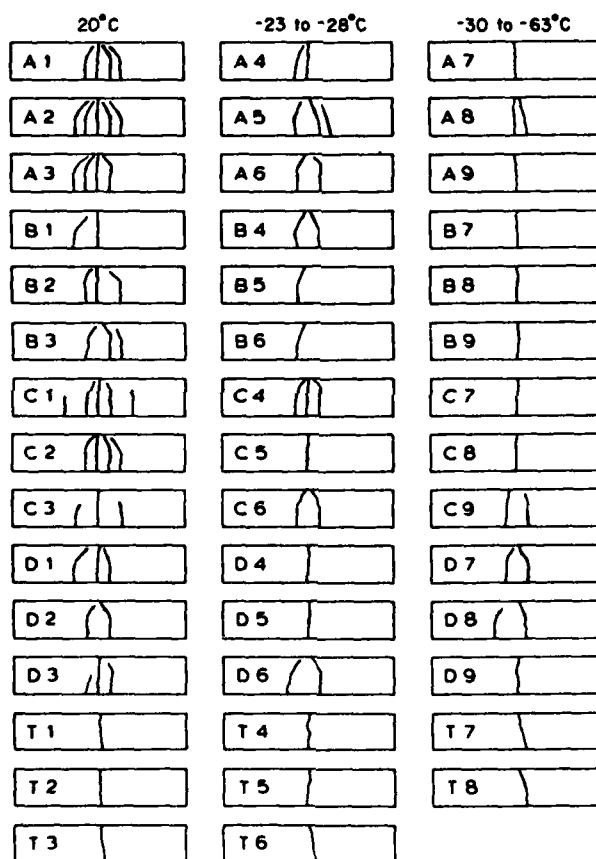 20°C -23 to -28°C -30 to -63°C
A1 A4 A7
A2 A5 A8
A3 A6 A9
B1 B4 B7
B2 B5 B8
B3 B6 B9
C1 C4 C7
C2 C5 C8
C3 C6 C9
D1 D4 D7
D2 D5 D8
D3 D6 D9
T1 T4 T7
T2 T5 T8
T3 T6